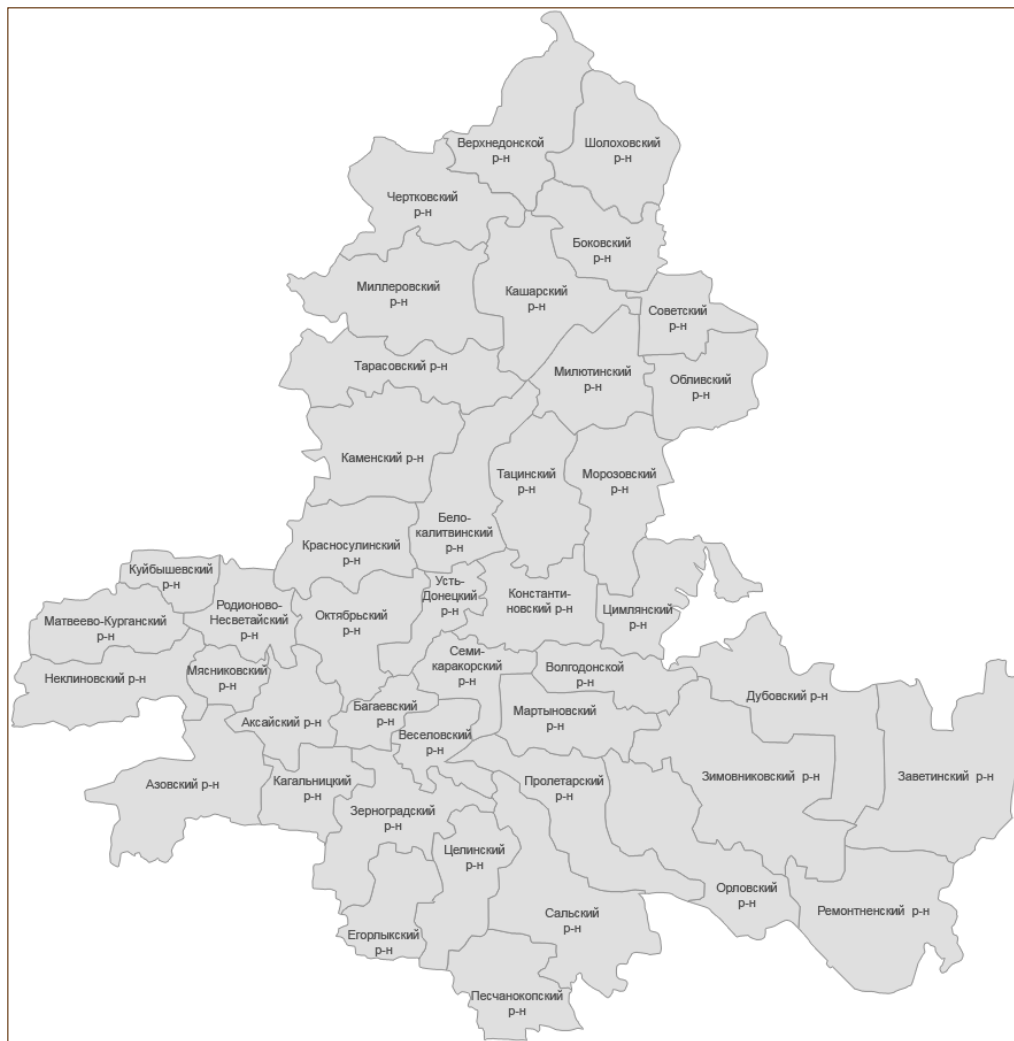 Верхнедонской
р-н
Шолоховский
р-н
Чертковский
р-н
Боковский
р-н
Миллеровский
р-н
Кашарский
р-н
Советский
р-н
Тарасовский р-н
Милютинский
р-н
Обливский
р-н
Каменский р-н
Тацинский
р-н
Морозовский
р-н
Бело-
калитвинский
р-н
Красносулинский
р-н
Куйбышевский
р-н
Усть-
Донецкий
р-н
Константи-
новский р-н
Родионово-
Несветайский
р-н
Октябрьский
р-н
Цимлянский
р-н
Матвеево-Курганский
р-н
Семи-
каракорский
р-н
Волгодонской
р-н
Неклиновский р-н
Мясниковский
р-н
Дубовский р-н
Багаевский
р-н
Мартыновский
р-н
Аксайский р-н
Веселовский
р-н
Азовский р-н
Кагальницкий
р-н
Пролетарский
р-н
Зимовниковский р-н
Заветинский р-н
Зерноградский
р-н
Целинский
р-н
Орловский
р-н
Сальский
р-н
Ремонтненский р-н
Егорлыкский
р-н
Песчанокопский
р-н